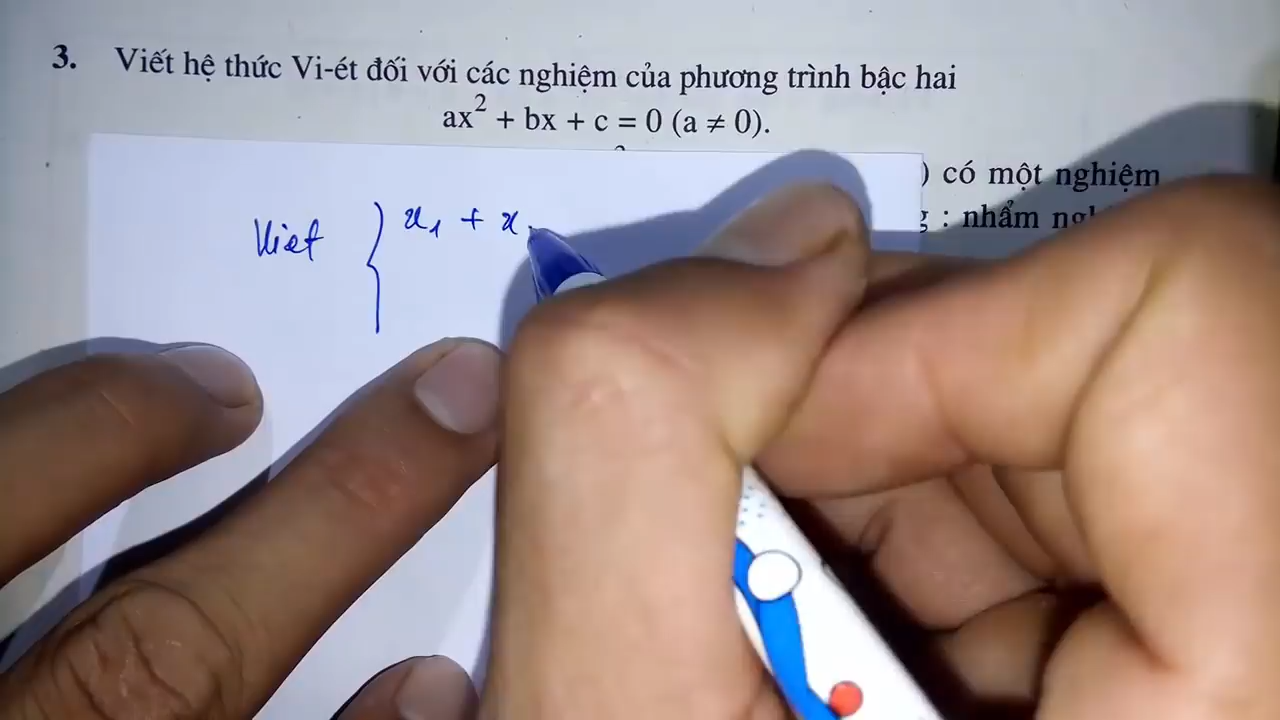 3. Viết hệ thức Vi-ét đối với các nghiệm của phương trình bậc hai
ax² + bx + c = 0 (a ≠ 0).
) có một nghiệm
: nhẩm
Viet { x₁ + x